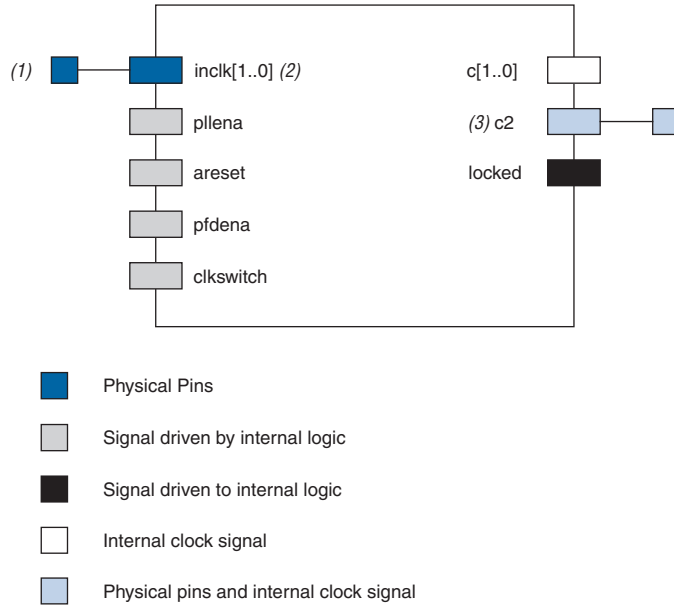 (1) inclk[1..0] (2) c[1..0]
pllena (3) c2
areset locked
pfdena
clkswitch
Physical Pins
Signal driven by internal logic
Signal driven to internal logic
Internal clock signal
Physical pins and internal clock signal